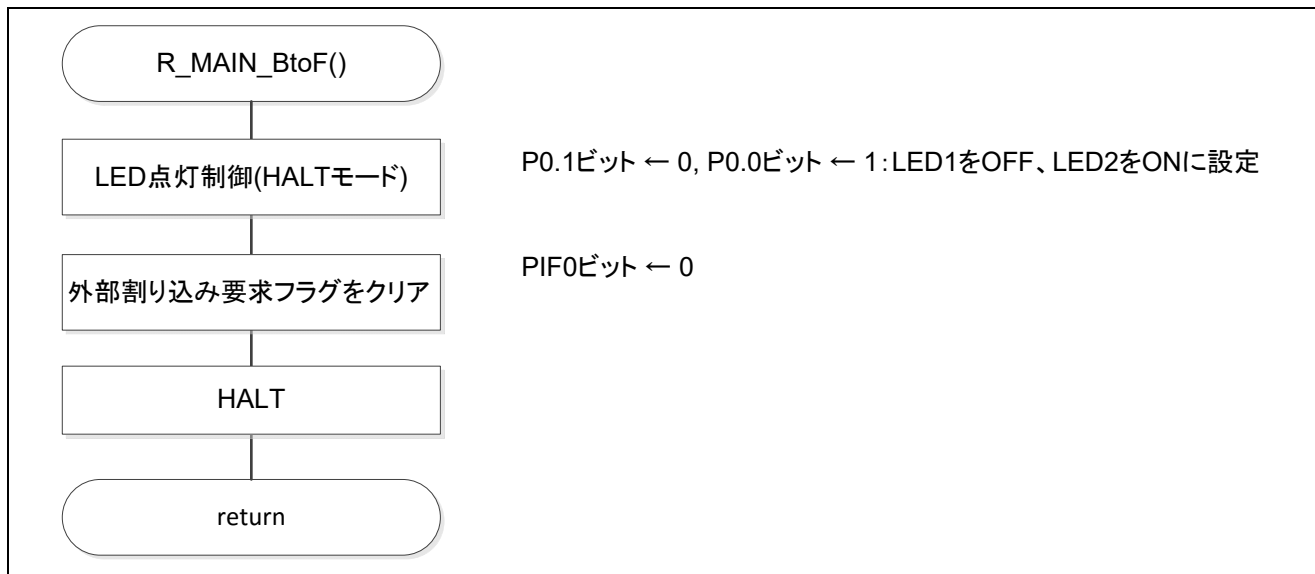 R_MAIN_BtoF()
LED点灯制御(HALTモード)
P0.1ビット ← 0, P0.0ビット ← 1：LED1をOFF、LED2をONに設定
外部割り込み要求フラグをクリア
PIF0ビット ← 0
HALT
return